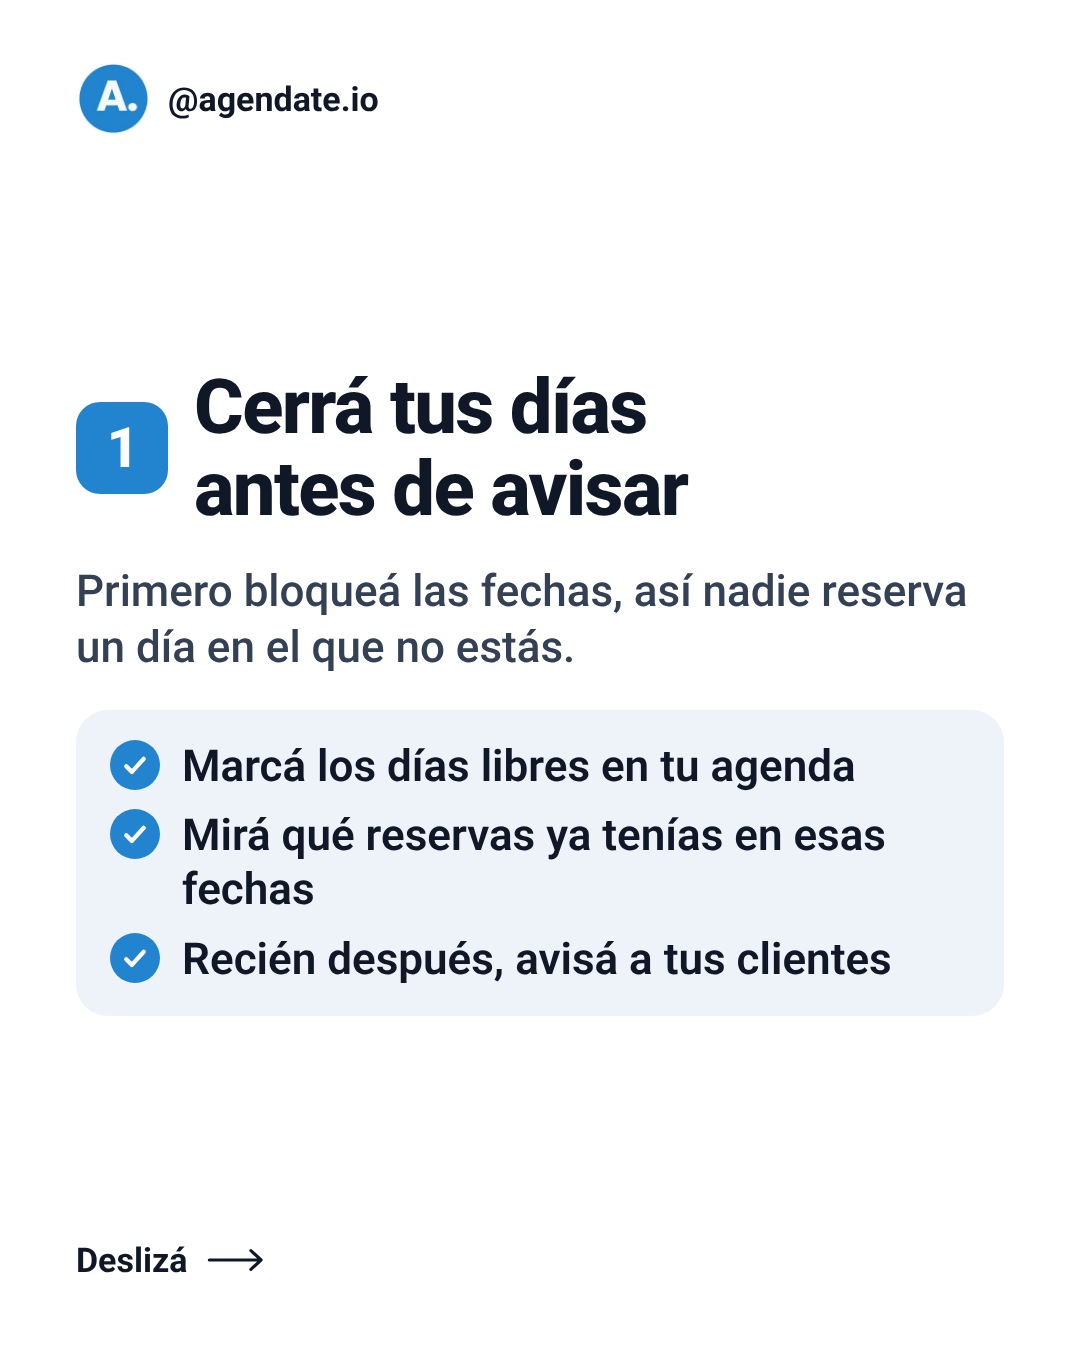 A.
@agendate.io
1
Cerrá tus días
antes de avisar
Primero bloqueá las fechas, así nadie reserva
un día en el que no estás.
Marcá los días libres en tu agenda
Mirá qué reservas ya tenías en esas
fechas
Recién después, avisá a tus clientes
Deslizá